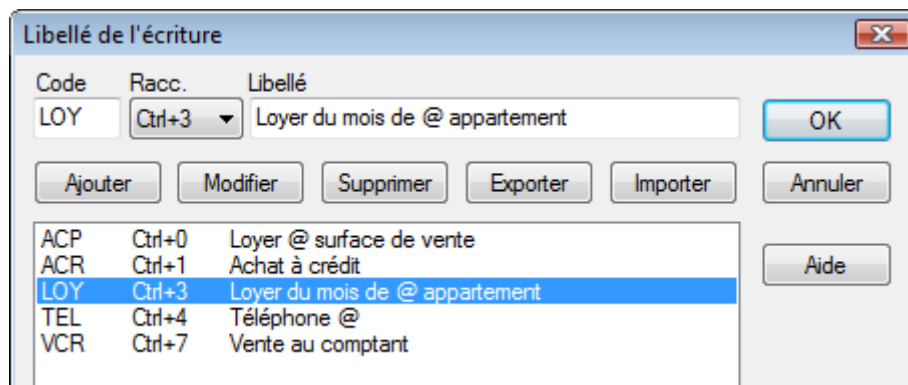 Libellé de l'écriture
Code Racc. Libellé
LOY Ctrl+3 Loyer du mois de @ appartement OK
Ajouter Modifier Supprimer Exporter Importer Annuler
ACP Ctrl+0 Loyer @ surface de vente
ACR Ctrl+1 Achat à crédit Aide
LOY Ctrl+3 Loyer du mois de @ appartement
TEL Ctrl+4 Téléphone @
VCR Ctrl+7 Vente au comptant